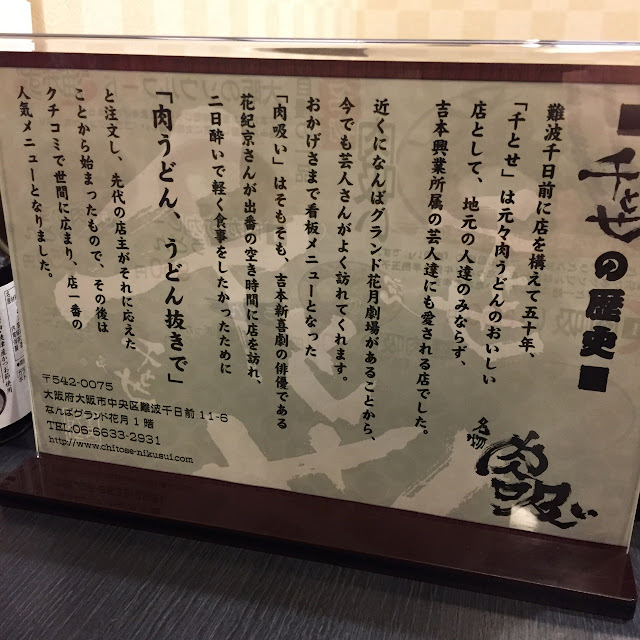 ■千とせの歴史■
難波千日前に店を構えて五十年、
「千とせ」は元々肉うどんのおいしい
店として、地元の人達のみならず、
吉本興業所属の芸人達にも愛される店でした。
近くになんばグランド花月劇場があることから、
今でも芸人さんがよく訪れてくれます。
おかげさまで看板メニューとなった
「肉吸い」はそもそも、吉本新喜劇の俳優である
花紀京さんが出番の空き時間に店を訪れ、
二日酔いで軽く食事をしたかったために
「肉うどん、うどん抜きで」
と注文し、先代の店主がそれに応えた
ことから始まったもので、その後は
クチコミで世間に広まり、店一番の
人気メニューとなりました。
名物
肉吸い
〒542-0075
大阪府大阪市中央区難波千日前 11-6
なんばグランド花月 1 階
TEL:06-6633-2931
http://www.chitose-nikusui.com